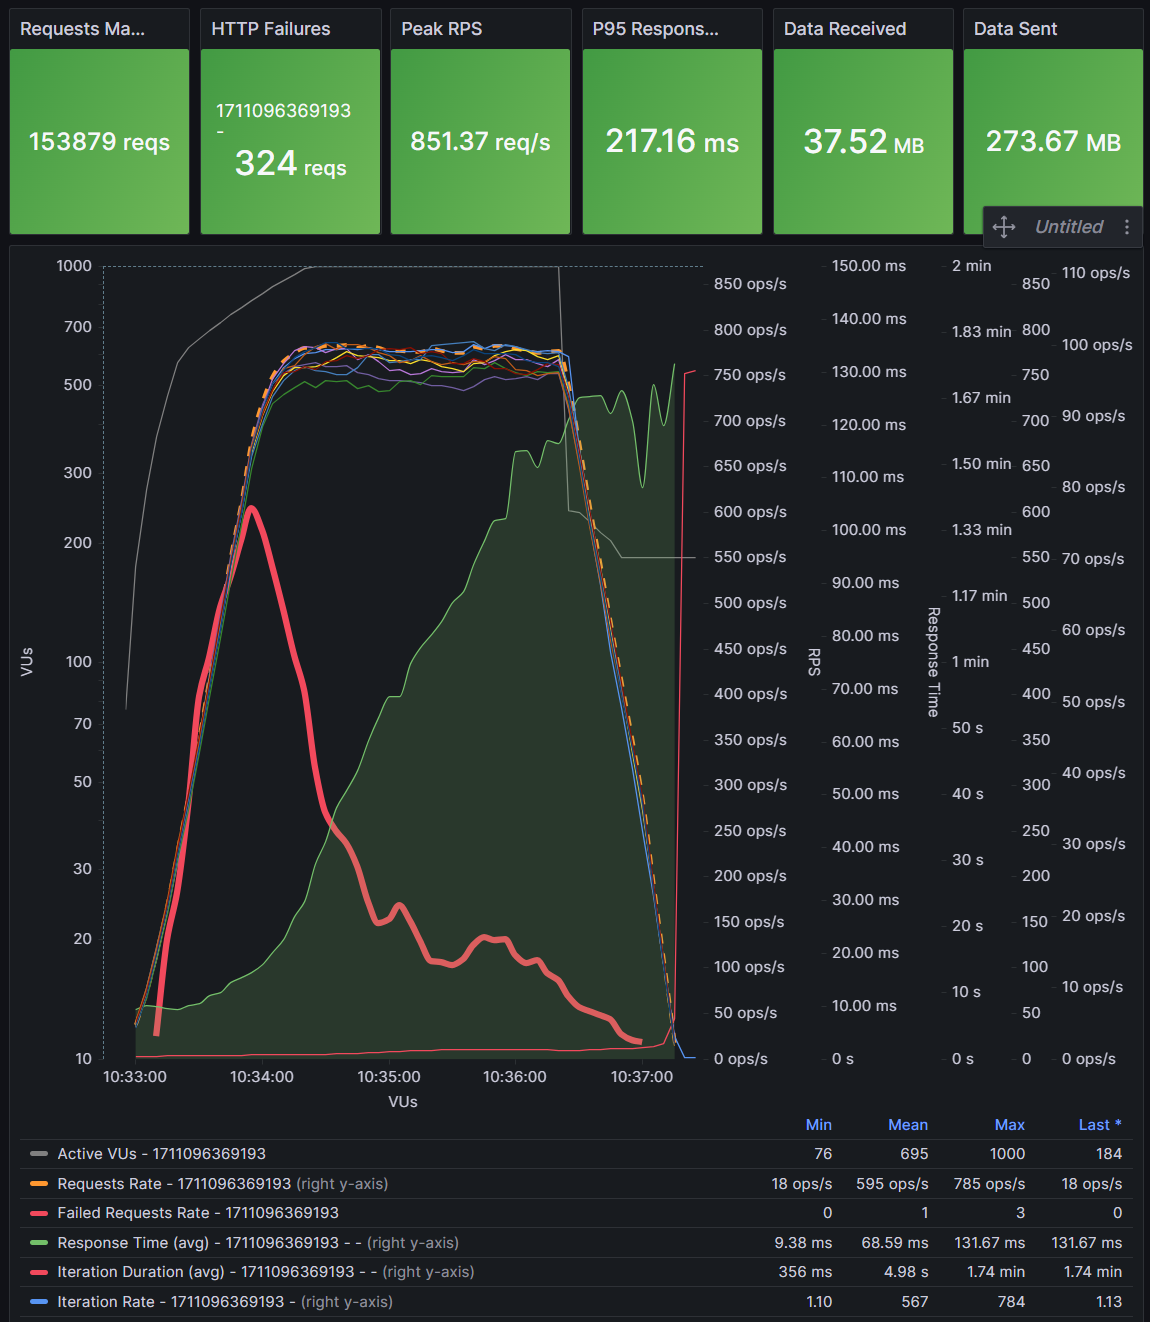 Requests Ma...
HTTP Failures
Peak RPS
P95 Respons...
Data Received
Data Sent
153879 reqs
1711096369193
-
324 reqs
851.37 req/s
217.16 ms
37.52 MB
273.67 MB
Untitled
1000
700
500
300
200
100
70
50
30
20
10
VUs
10:33:00
10:34:00
10:35:00
10:36:00
10:37:00
VUs
850 ops/s
800 ops/s
750 ops/s
700 ops/s
650 ops/s
600 ops/s
550 ops/s
500 ops/s
450 ops/s
400 ops/s
350 ops/s
300 ops/s
250 ops/s
200 ops/s
150 ops/s
100 ops/s
50 ops/s
0 ops/s
RPS
150.00 ms
140.00 ms
130.00 ms
120.00 ms
110.00 ms
100.00 ms
90.00 ms
80.00 ms
70.00 ms
60.00 ms
50.00 ms
40.00 ms
30.00 ms
20.00 ms
10.00 ms
0 s
Response Time
2 min
1.83 min
1.67 min
1.50 min
1.33 min
1.17 min
1 min
50 s
40 s
30 s
20 s
10 s
0 s
850
800
750
700
650
600
550
500
450
400
350
300
250
200
150
100
50
0
110 ops/s
100 ops/s
90 ops/s
80 ops/s
70 ops/s
60 ops/s
50 ops/s
40 ops/s
30 ops/s
20 ops/s
10 ops/s
0 ops/s
Min Mean Max Last *
Active VUs - 1711096369193 76 695 1000 184
Requests Rate - 1711096369193 (right y-axis) 18 ops/s 595 ops/s 785 ops/s 18 ops/s
Failed Requests Rate - 1711096369193 0 1 3 0
Response Time (avg) - 1711096369193 - - (right y-axis) 9.38 ms 68.59 ms 131.67 ms 131.67 ms
Iteration Duration (avg) - 1711096369193 - - (right y-axis) 356 ms 4.98 s 1.74 min 1.74 min
Iteration Rate - 1711096369193 - (right y-axis) 1.10 567 784 1.13